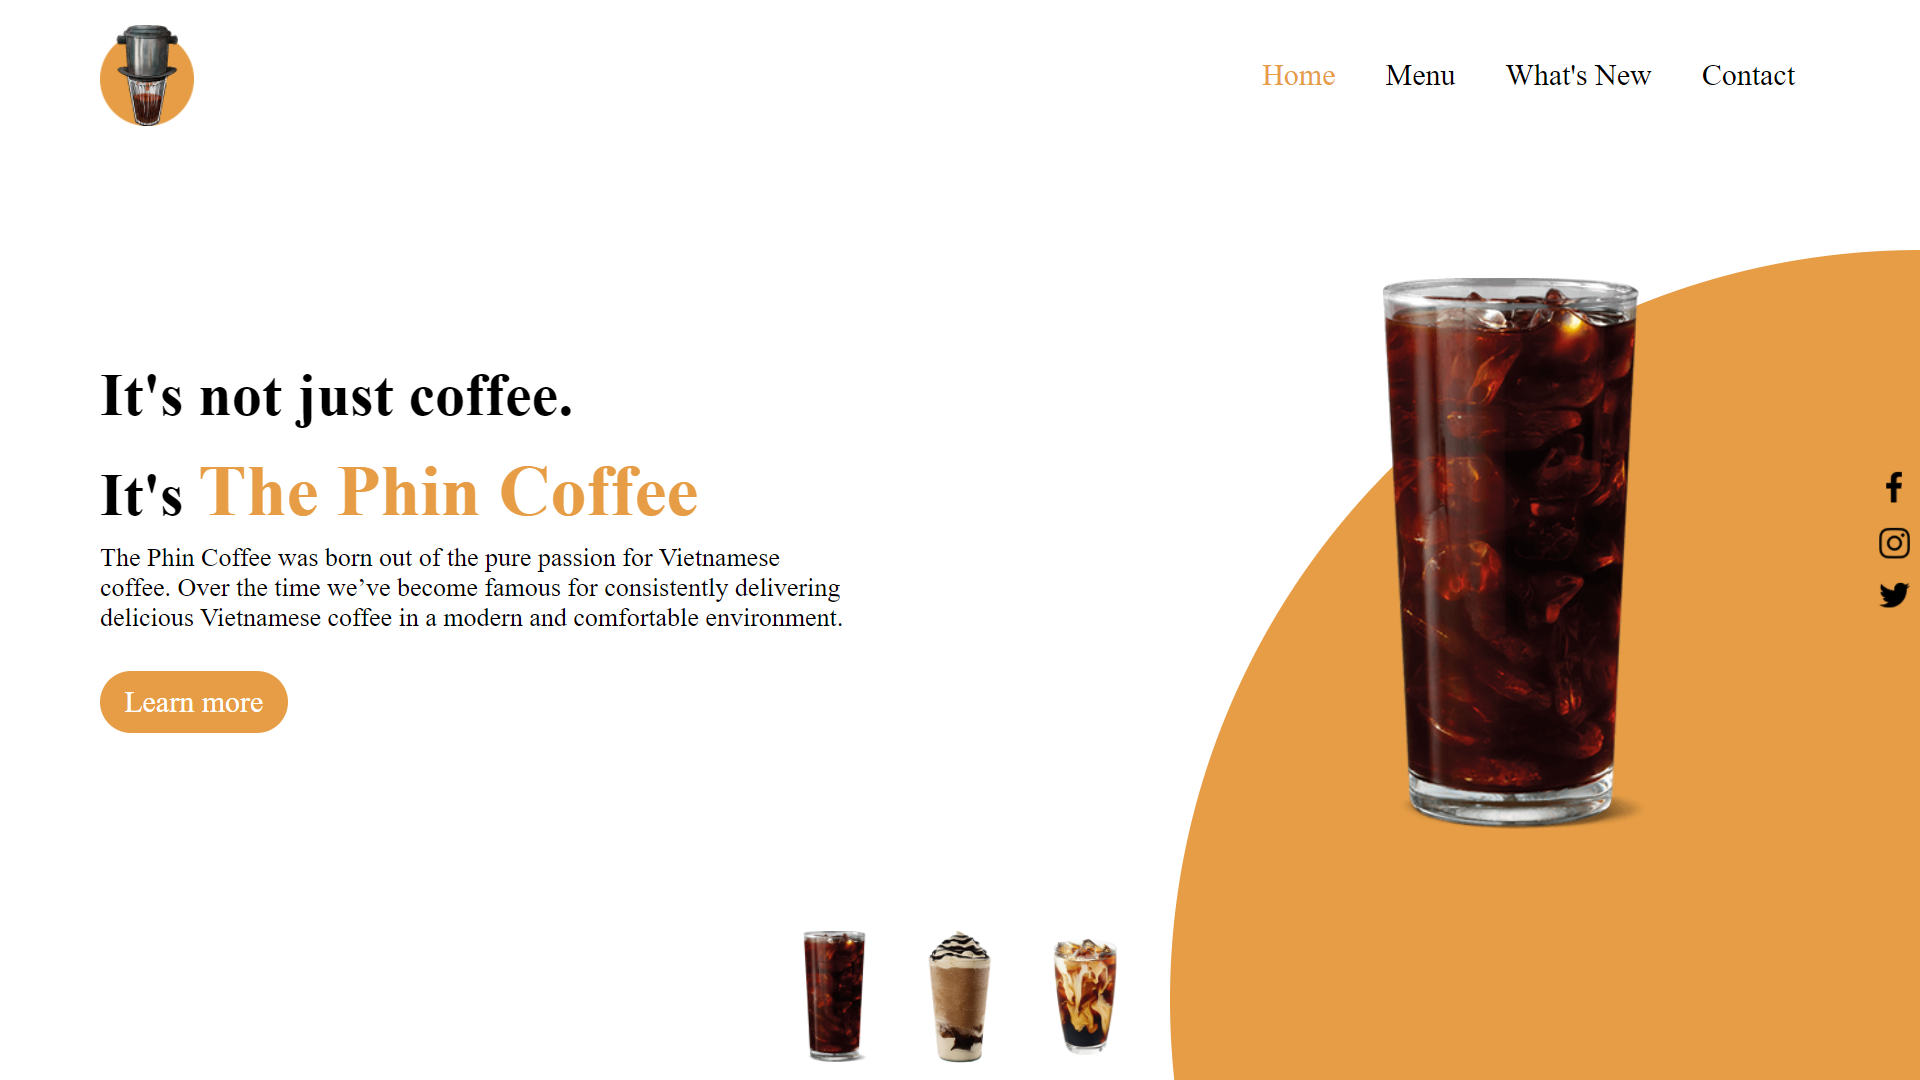 Home Menu What's New Contact
It's not just coffee.
It's The Phin Coffee
The Phin Coffee was born out of the pure passion for Vietnamese
coffee. Over the time we’ve become famous for consistently delivering
delicious Vietnamese coffee in a modern and comfortable environment.
Learn more